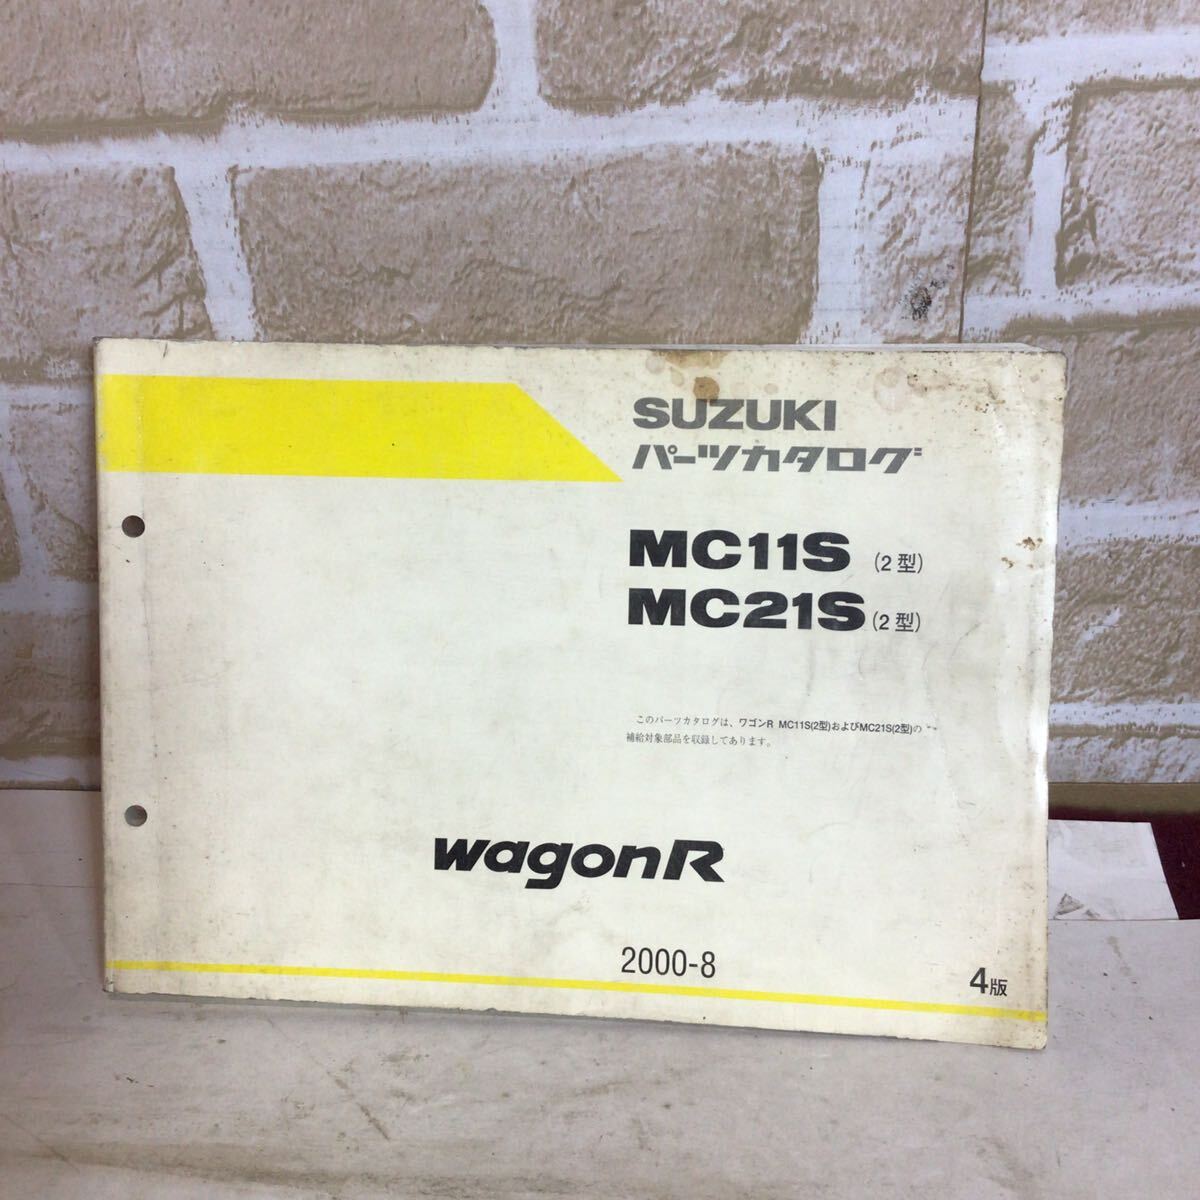 SUZUKI
パーツカタログ
MC11S (2型)
MC21S (2型)
このパーツカタログは、ワゴンR MC11S(2型)およびMC21S(2型)の
補給対象部品を収録してあります。
wagonR
2000-8
4版